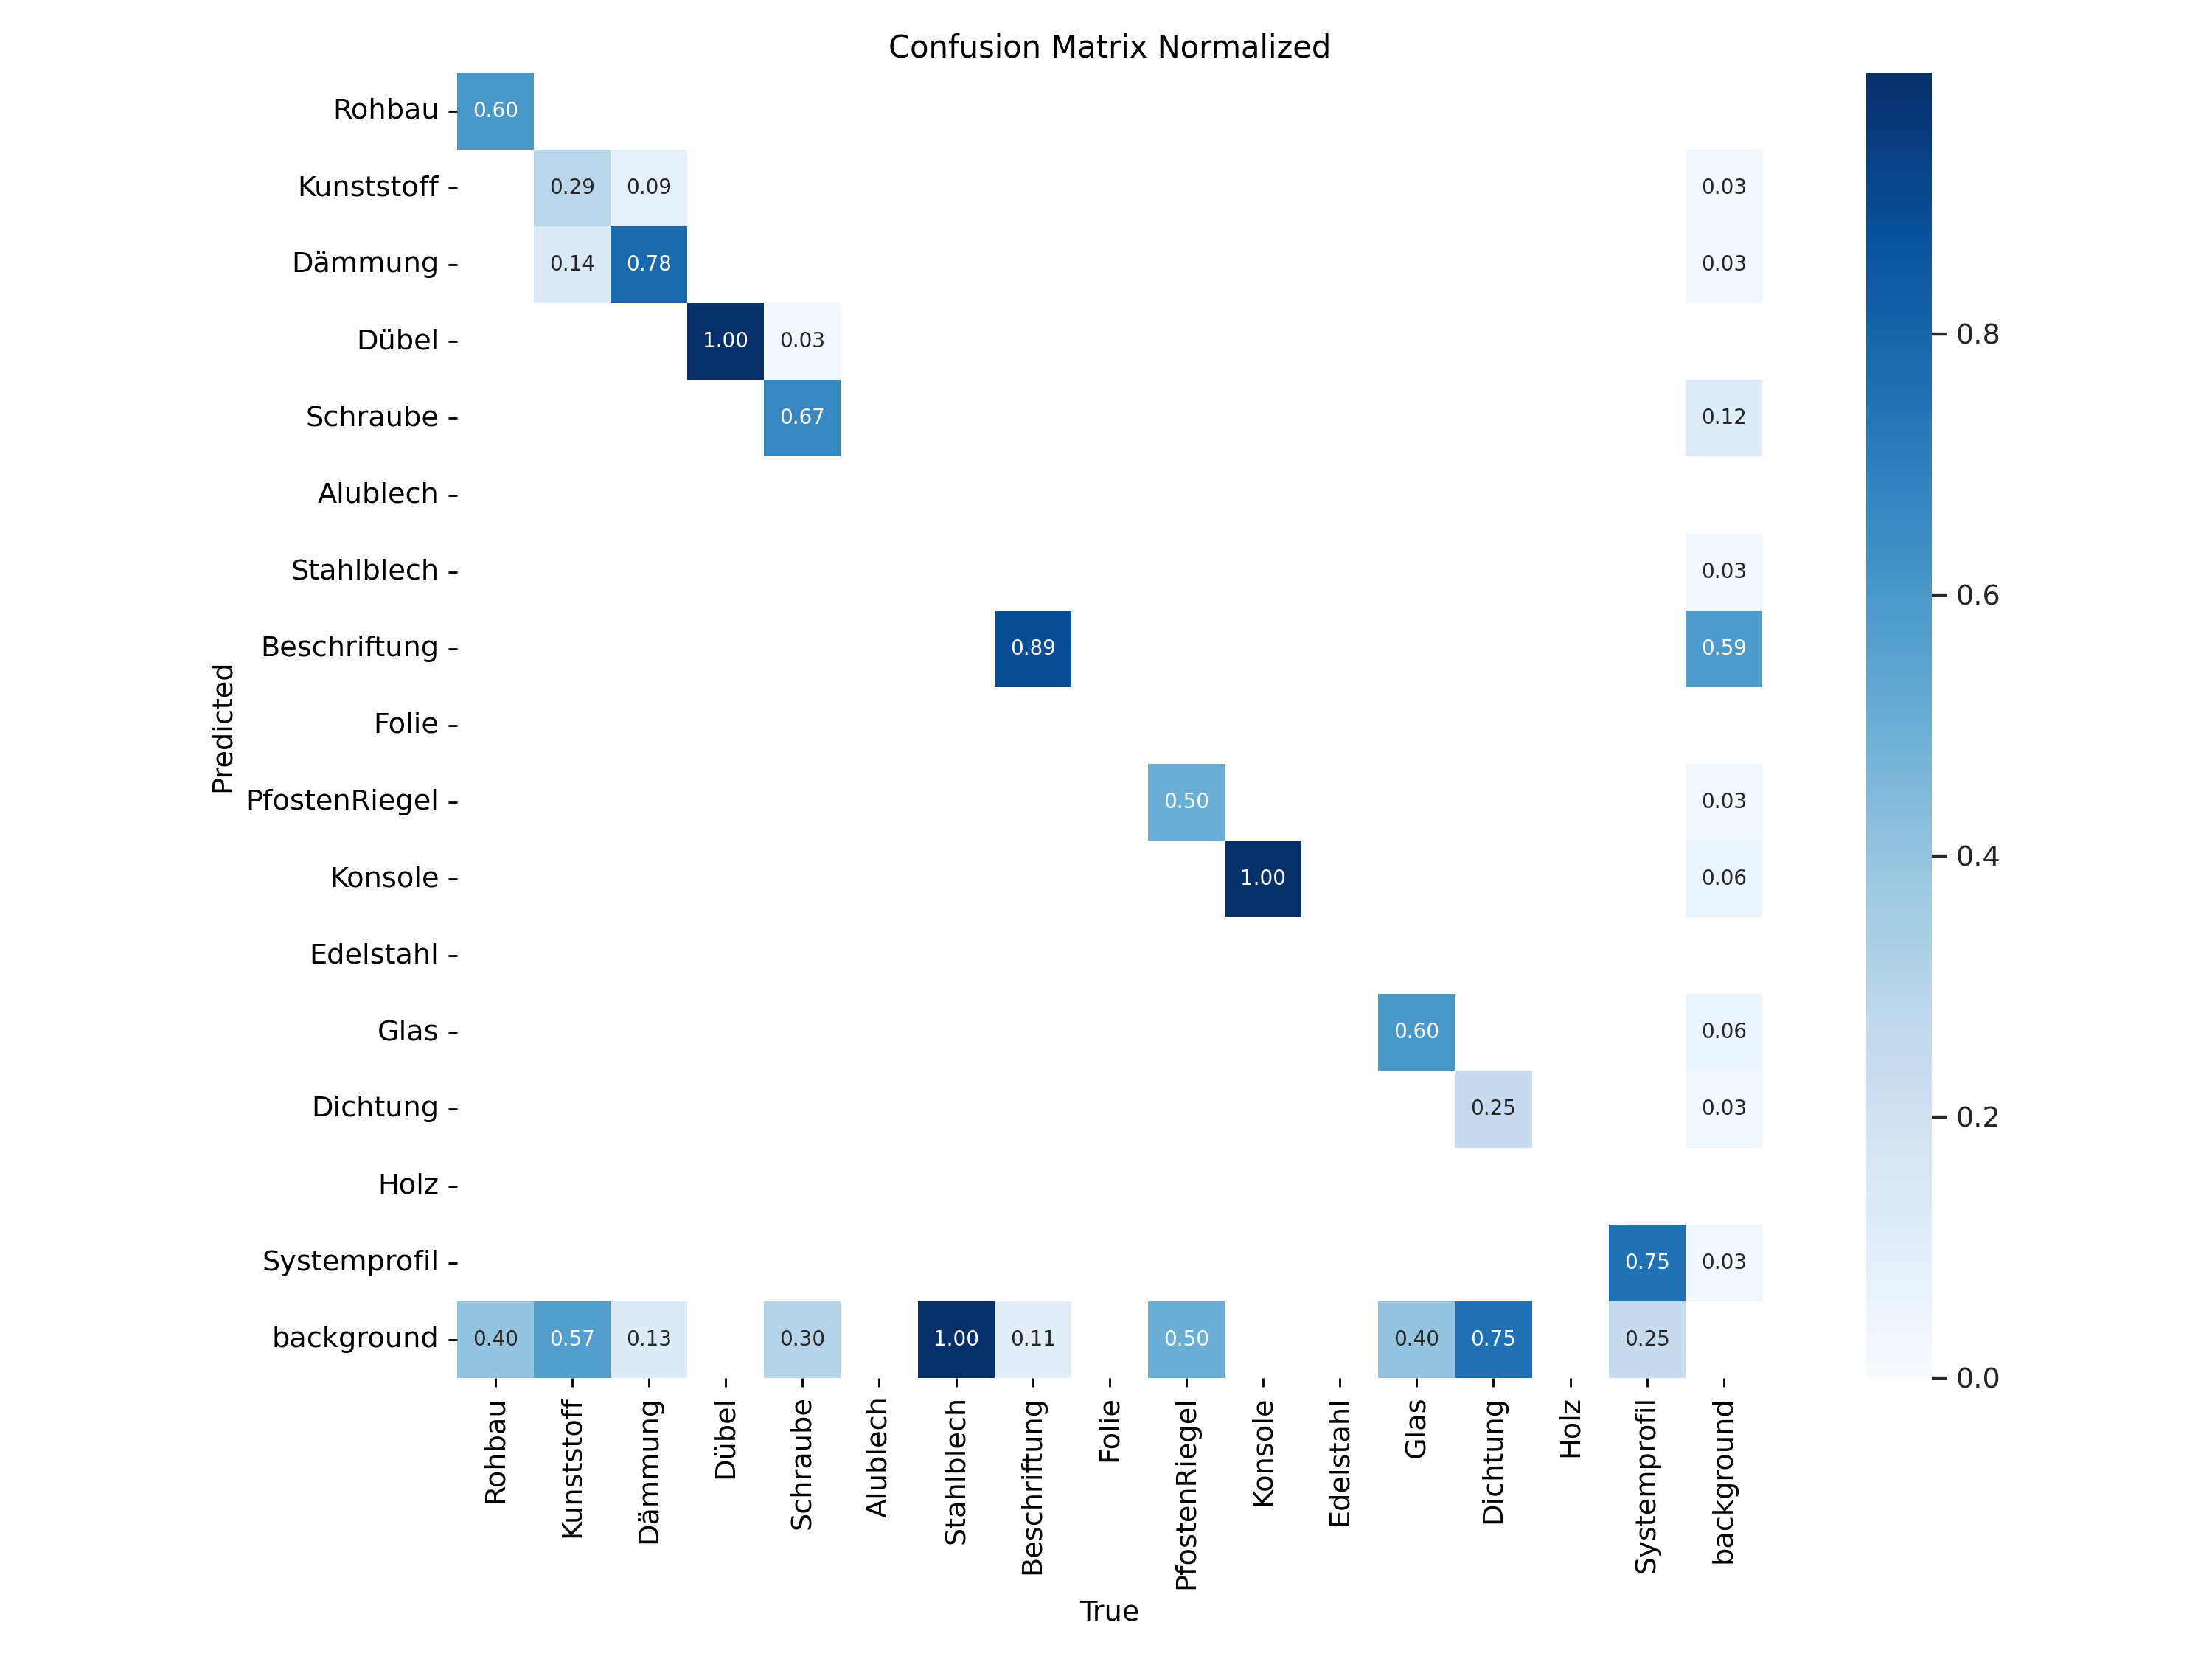 Confusion Matrix Normalized
Rohbau
0.60
Kunststoff
0.29 0.09 0.03
Dämmung
0.14 0.78 0.03
Dübel
1.00 0.03
0.8
Schraube
0.67 0.12
Alublech
Stahlblech
0.03
0.6
Beschriftung
0.89 0.59
Folie
Predicted
PfostenRiegel
0.50 0.03
0.4
Konsole
1.00 0.06
Edelstahl
Glas
0.60 0.06
Dichtung
0.25 0.03
0.2
Holz
Systemprofil
0.75 0.03
background
0.40 0.57 0.13 0.30 1.00 0.11 0.50 0.40 0.75 0.25
0.0
Rohbau
Kunststoff
Dämmung
Dübel
Schraube
Alublech
Stahlblech
Beschriftung
Folie
PfostenRiegel
Konsole
Edelstahl
Glas
Dichtung
Holz
Systemprofil
background
True